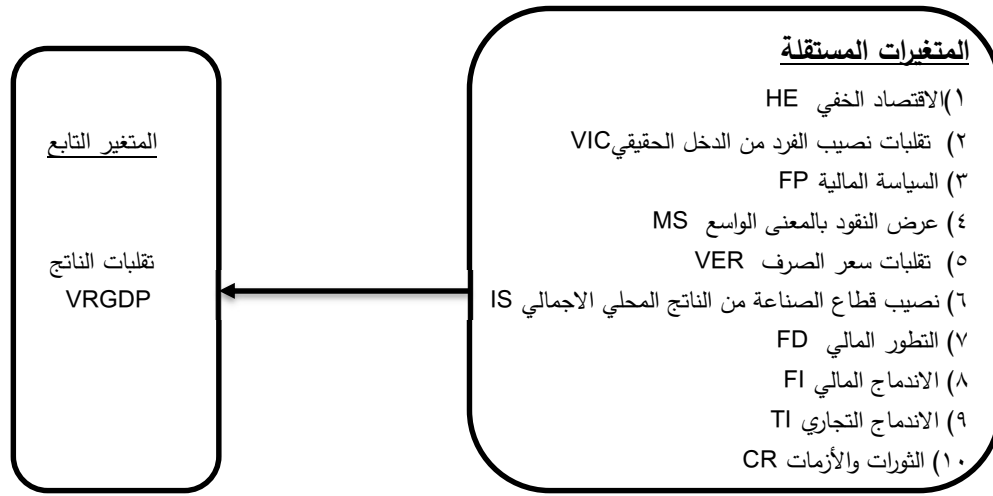 المتغيرات المستقلة
١)الاقتصاد الخفي HE
٢) تقلبات نصيب الفرد من الدخل الحقيقيVIC
٣) السياسة المالية FP
٤) عرض النقود بالمعنى الواسع MS
٥) تقلبات سعر الصرف VER
٦) نصيب قطاع الصناعة من الناتج المحلي الاجمالي IS
٧) التطور المالي FD
٨) الاندماج المالي FI
٩) الاندماج التجاري TI
١٠) الثورات والأزمات CR
المتغير التابع
تقلبات الناتج
VRGDP